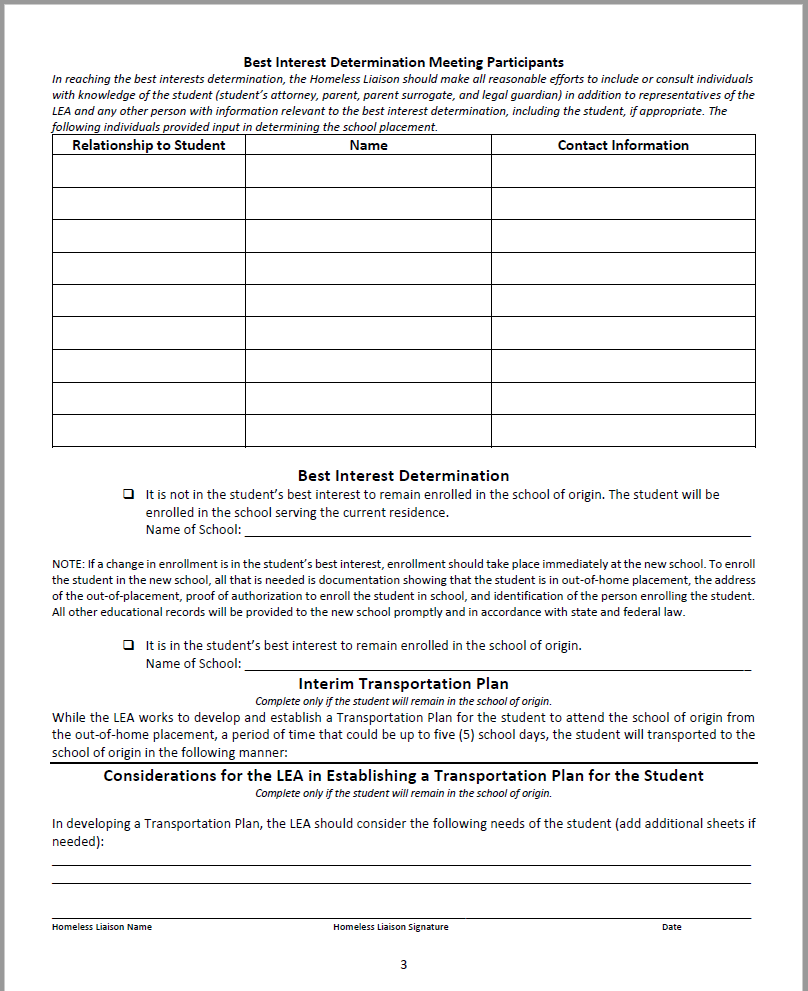 Best Interest Determination Meeting Participants
In reaching the best interests determination, the Homeless Liaison should make all reasonable efforts to include or consult individuals
with knowledge of the student (student's attorney, parent, parent surrogate, and legal guardian) in addition to representatives of the
LEA and any other person with information relevant to the best interest determination, including the student, if appropriate. The
following individuals provided input in determining the school placement.
Relationship to Student Name Contact Information
Best Interest Determination
❑ It is not in the student's best interest to remain enrolled in the school of origin. The student will be
enrolled in the school serving the current residence.
Name of School: ___
NOTE: If a change in enrollment is in the student's best interest, enrollment should take place immediately at the new school. To enroll
the student in the new school, all that is needed is documentation showing that the student is in out-of-home placement, the address
of the out-of-placement, proof of authorization to enroll the student in school, and identification of the person enrolling the student.
All other educational records will be provided to the new school promptly and in accordance with state and federal law.
❑ It is in the student's best interest to remain enrolled in the school of origin.
Name of School: ___
Interim Transportation Plan
Complete only if the student will remain in the school of origin.
While the LEA works to develop and establish a Transportation Plan for the student to attend the school of origin from
the out-of-home placement, a period of time that could be up to five (5) school days, the student will transported to the
school of origin in the following manner:
Considerations for the LEA in Establishing a Transportation Plan for the Student
Complete only if the student will remain in the school of origin.
In developing a Transportation Plan, the LEA should consider the following needs of the student (add additional sheets if
needed):
Homeless Liaison Name Homeless Liaison Signature Date
3